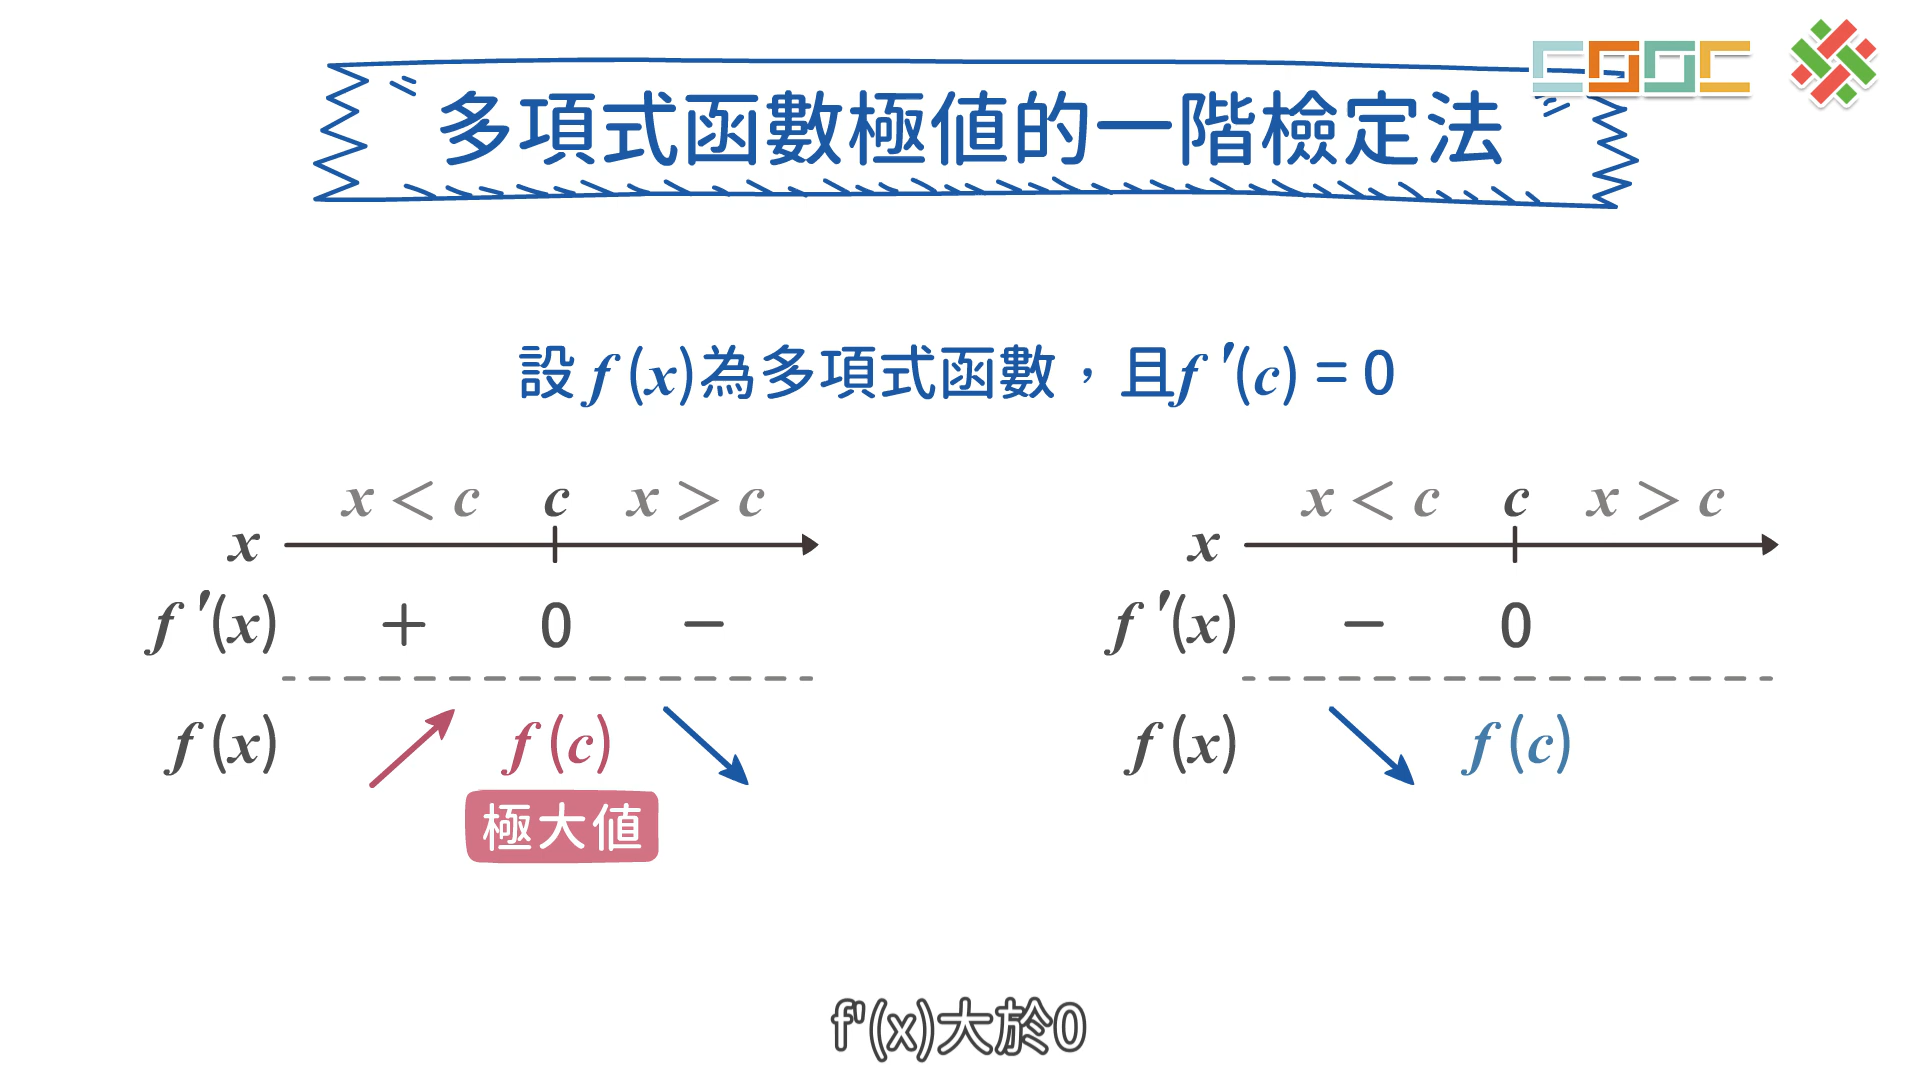 多項式函數極值的一階檢定法
設 f (x)為多項式函數，且f ′(c) = 0
x < c c x > c
x
f ′(x) + 0 −
f (x) f (c)
極大值
x < c c x > c
x
f ′(x) − 0
f (x) f (c)
f'(x)大於0